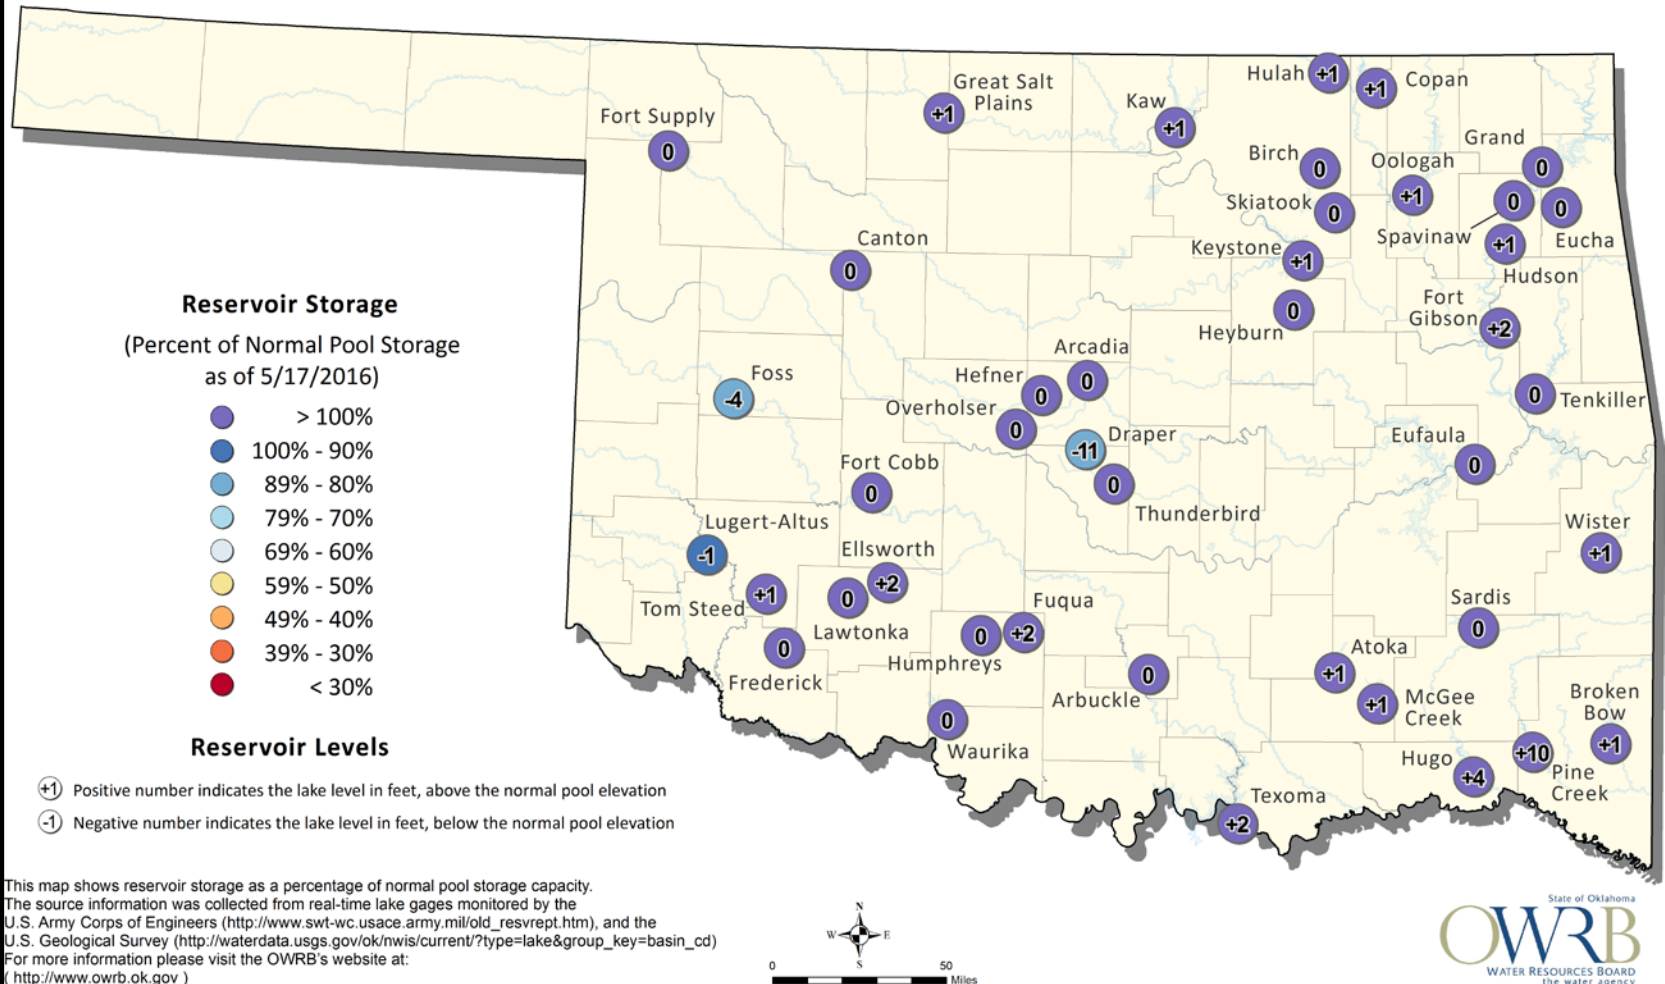 Great Salt
Plains
+1
Hulah
+1
+1
Copan
Kaw
+1
Fort Supply
0
Grand
0
Birch
0
Oologah
+1
Skiatook
0
0
Spavinaw
0
Eucha
Keystone
+1
+1
Hudson
Canton
0
Heyburn
0
Fort
Gibson
+2
Arcadia
0
Hefner
0
Overholser
0
Foss
-4
Draper
-11
0
Thunderbird
0
Tenkiller
Eufaula
0
Fort Cobb
0
Lugert-Altus
-1
Ellsworth
+2
Wister
+1
Tom Steed
+1
0
Lawtonka
Fuqua
+2
0
Humphreys
Sardis
0
0
Frederick
0
Arbuckle
Atoka
+1
+1
McGee
Creek
Broken
Bow
+1
0
Waurika
Hugo
+4
+10
Pine
Creek
Texoma
+2
Reservoir Storage
(Percent of Normal Pool Storage
as of 5/17/2016)
> 100%
100% - 90%
89% - 80%
79% - 70%
69% - 60%
59% - 50%
49% - 40%
39% - 30%
< 30%
Reservoir Levels
+1 Positive number indicates the lake level in feet, above the normal pool elevation
-1 Negative number indicates the lake level in feet, below the normal pool elevation
This map shows reservoir storage as a percentage of normal pool storage capacity.
The source information was collected from real-time lake gages monitored by the
U.S. Army Corps of Engineers (http://www.swt-wc.usace.army.mil/old_resvrept.htm), and the
U.S. Geological Survey (http://waterdata.usgs.gov/ok/nwis/current/?type=lake&group_key=basin_cd)
For more information please visit the OWRB's website at:
( http://www.owrb.ok.gov )
N
W E
S
0 50
Miles
State of Oklahoma
OWRB
WATER RESOURCES BOARD
the water agency